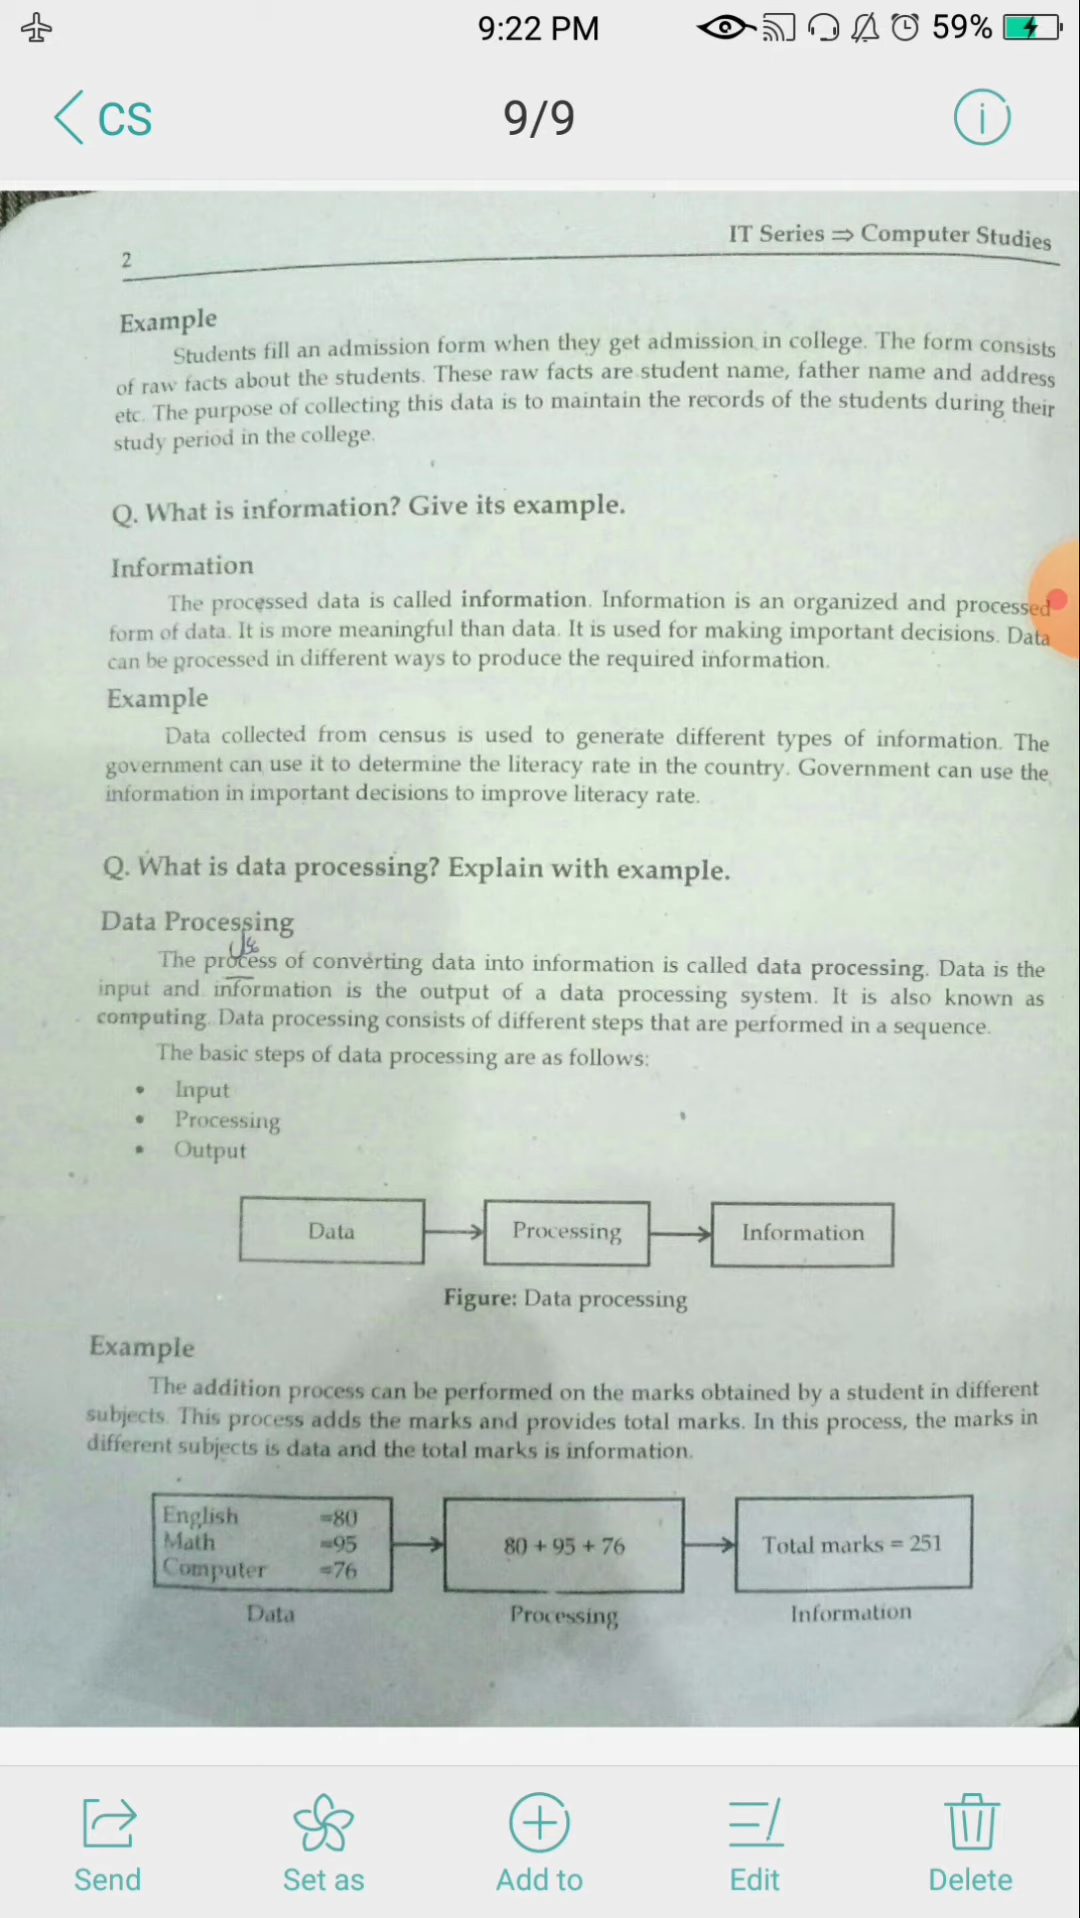 9:22 PM
59%
CS
9/9
2
IT Series ⇒ Computer Studies
Example
Students fill an admission form when they get admission in college. The form consists
of raw facts about the students. These raw facts are student name, father name and address
etc. The purpose of collecting this data is to maintain the records of the students during their
study period in the college.
Q. What is information? Give its example.
Information
The processed data is called information. Information is an organized and processed
form of data. It is more meaningful than data. It is used for making important decisions. Data
can be processed in different ways to produce the required information.
Example
Data collected from census is used to generate different types of information. The
government can use it to determine the literacy rate in the country. Government can use the
information in important decisions to improve literacy rate.
Q. What is data processing? Explain with example.
Data Processing
The process of converting data into information is called data processing. Data is the
input and information is the output of a data processing system. It is also known as
computing. Data processing consists of different steps that are performed in a sequence.
The basic steps of data processing are as follows:
• Input
• Processing
• Output
Data
Processing
Information
Figure: Data processing
Example
The addition process can be performed on the marks obtained by a student in different
subjects. This process adds the marks and provides total marks. In this process, the marks in
different subjects is data and the total marks is information.
English =80
Math =95
Computer =76
80 + 95 + 76
Total marks = 251
Data
Processing
Information
Send
Set as
Add to
Edit
Delete